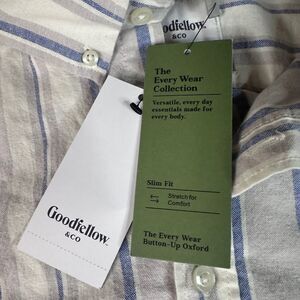 Goodfellow
&CO
The
Every Wear
Collection
Versatile, every day
essentials made for
every body.
Slim Fit
Stretch for
Comfort
The Every Wear
Button-Up Oxford
Goodfellow
&CO